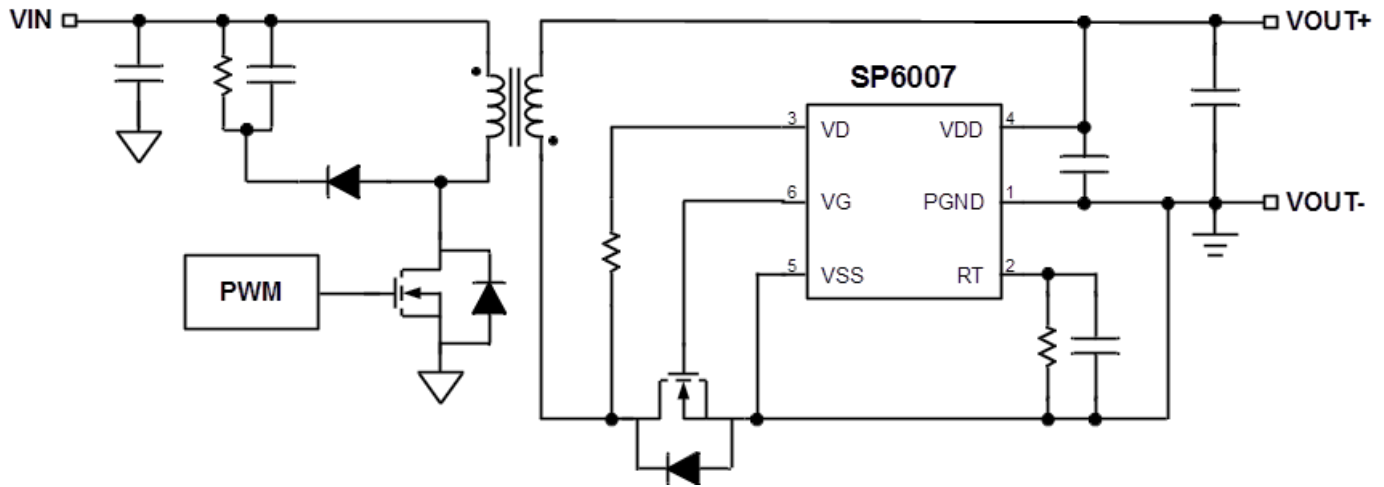 VIN
VOUT+
SP6007
3 VD VDD 4
6 VG PGND 1
VOUT-
5 VSS RT 2
PWM